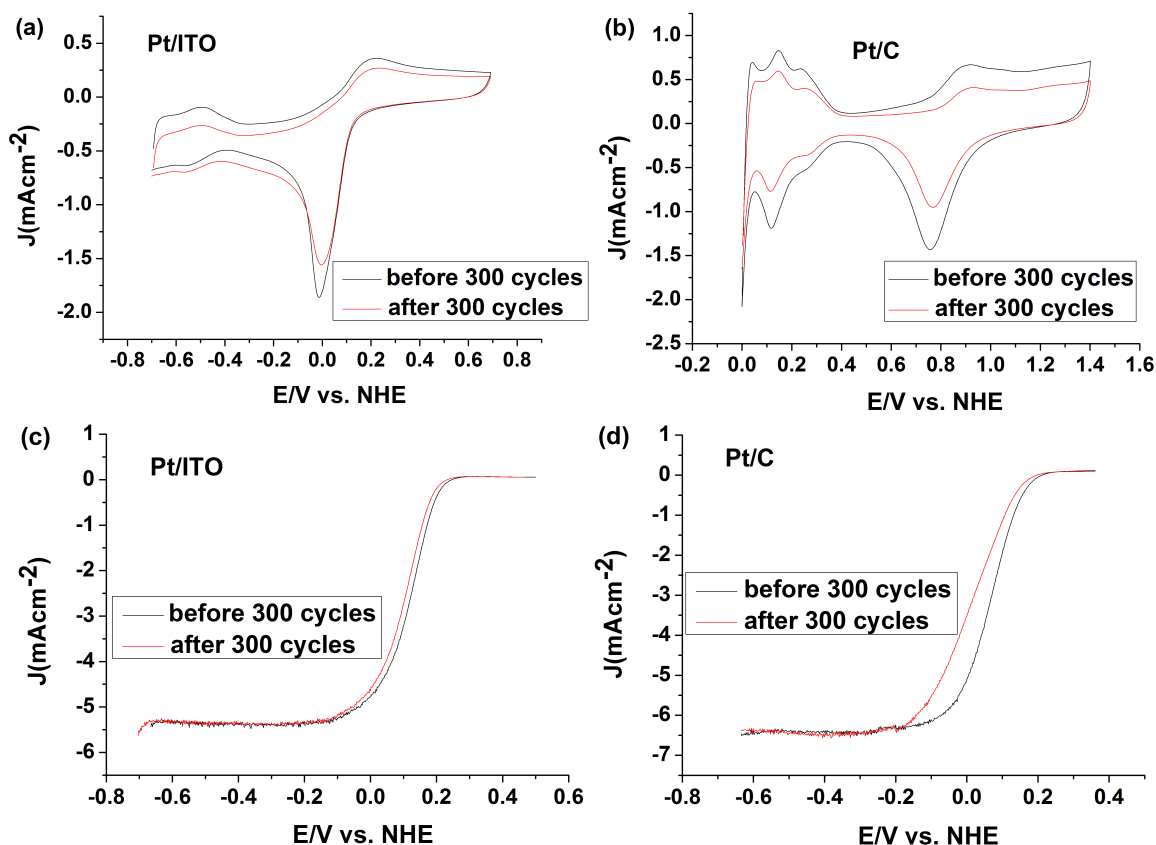 (a)
Pt/ITO
J(mAcm-2)
0.5
0.0
-0.5
-1.0
-1.5
-2.0
before 300 cycles
after 300 cycles
-0.8 -0.6 -0.4 -0.2 0.0 0.2 0.4 0.6 0.8
E/V vs. NHE
(b)
Pt/C
J(mAcm-2)
1.0
0.5
0.0
-0.5
-1.0
-1.5
-2.0
-2.5
before 300 cycles
after 300 cycles
-0.2 0.0 0.2 0.4 0.6 0.8 1.0 1.2 1.4 1.6
E/V vs. NHE
(c)
Pt/ITO
J(mAcm-2)
1
0
-1
-2
-3
-4
-5
-6
before 300 cycles
after 300 cycles
-0.8 -0.6 -0.4 -0.2 0.0 0.2 0.4 0.6
E/V vs. NHE
(d)
Pt/C
J(mAcm-2)
1
0
-1
-2
-3
-4
-5
-6
-7
before 300 cycles
after 300 cycles
-0.8 -0.6 -0.4 -0.2 0.0 0.2 0.4
E/V vs. NHE